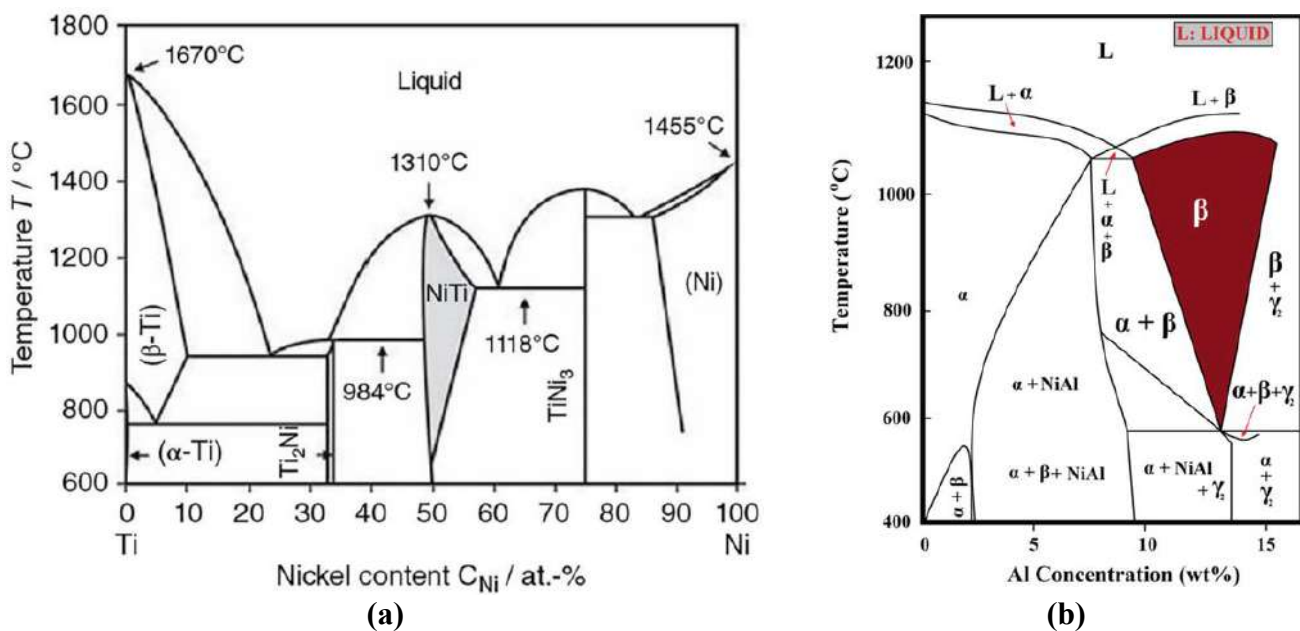 1800
1600
1400
1200
1000
800
600
Temperature T / °C
1670°C
Liquid
1455°C
1310°C
NiTi
(Ni)
(β-Ti)
984°C
1118°C
TiNi3
(α-Ti)
Ti2Ni
0 10 20 30 40 50 60 70 80 90 100
Ti Ni
Nickel content CNi / at.-%
(a)
L: LIQUID
L
1200
1000
800
600
400
Temperature (°C)
L + α
L + β
L
+
α
+
β
β
β + γ2
α
α + β
α + NiAl
α+β+γ2
α + β
α + β + NiAl
α + NiAl
+ γ2
α
+
γ2
0 5 10 15
Al Concentration (wt%)
(b)